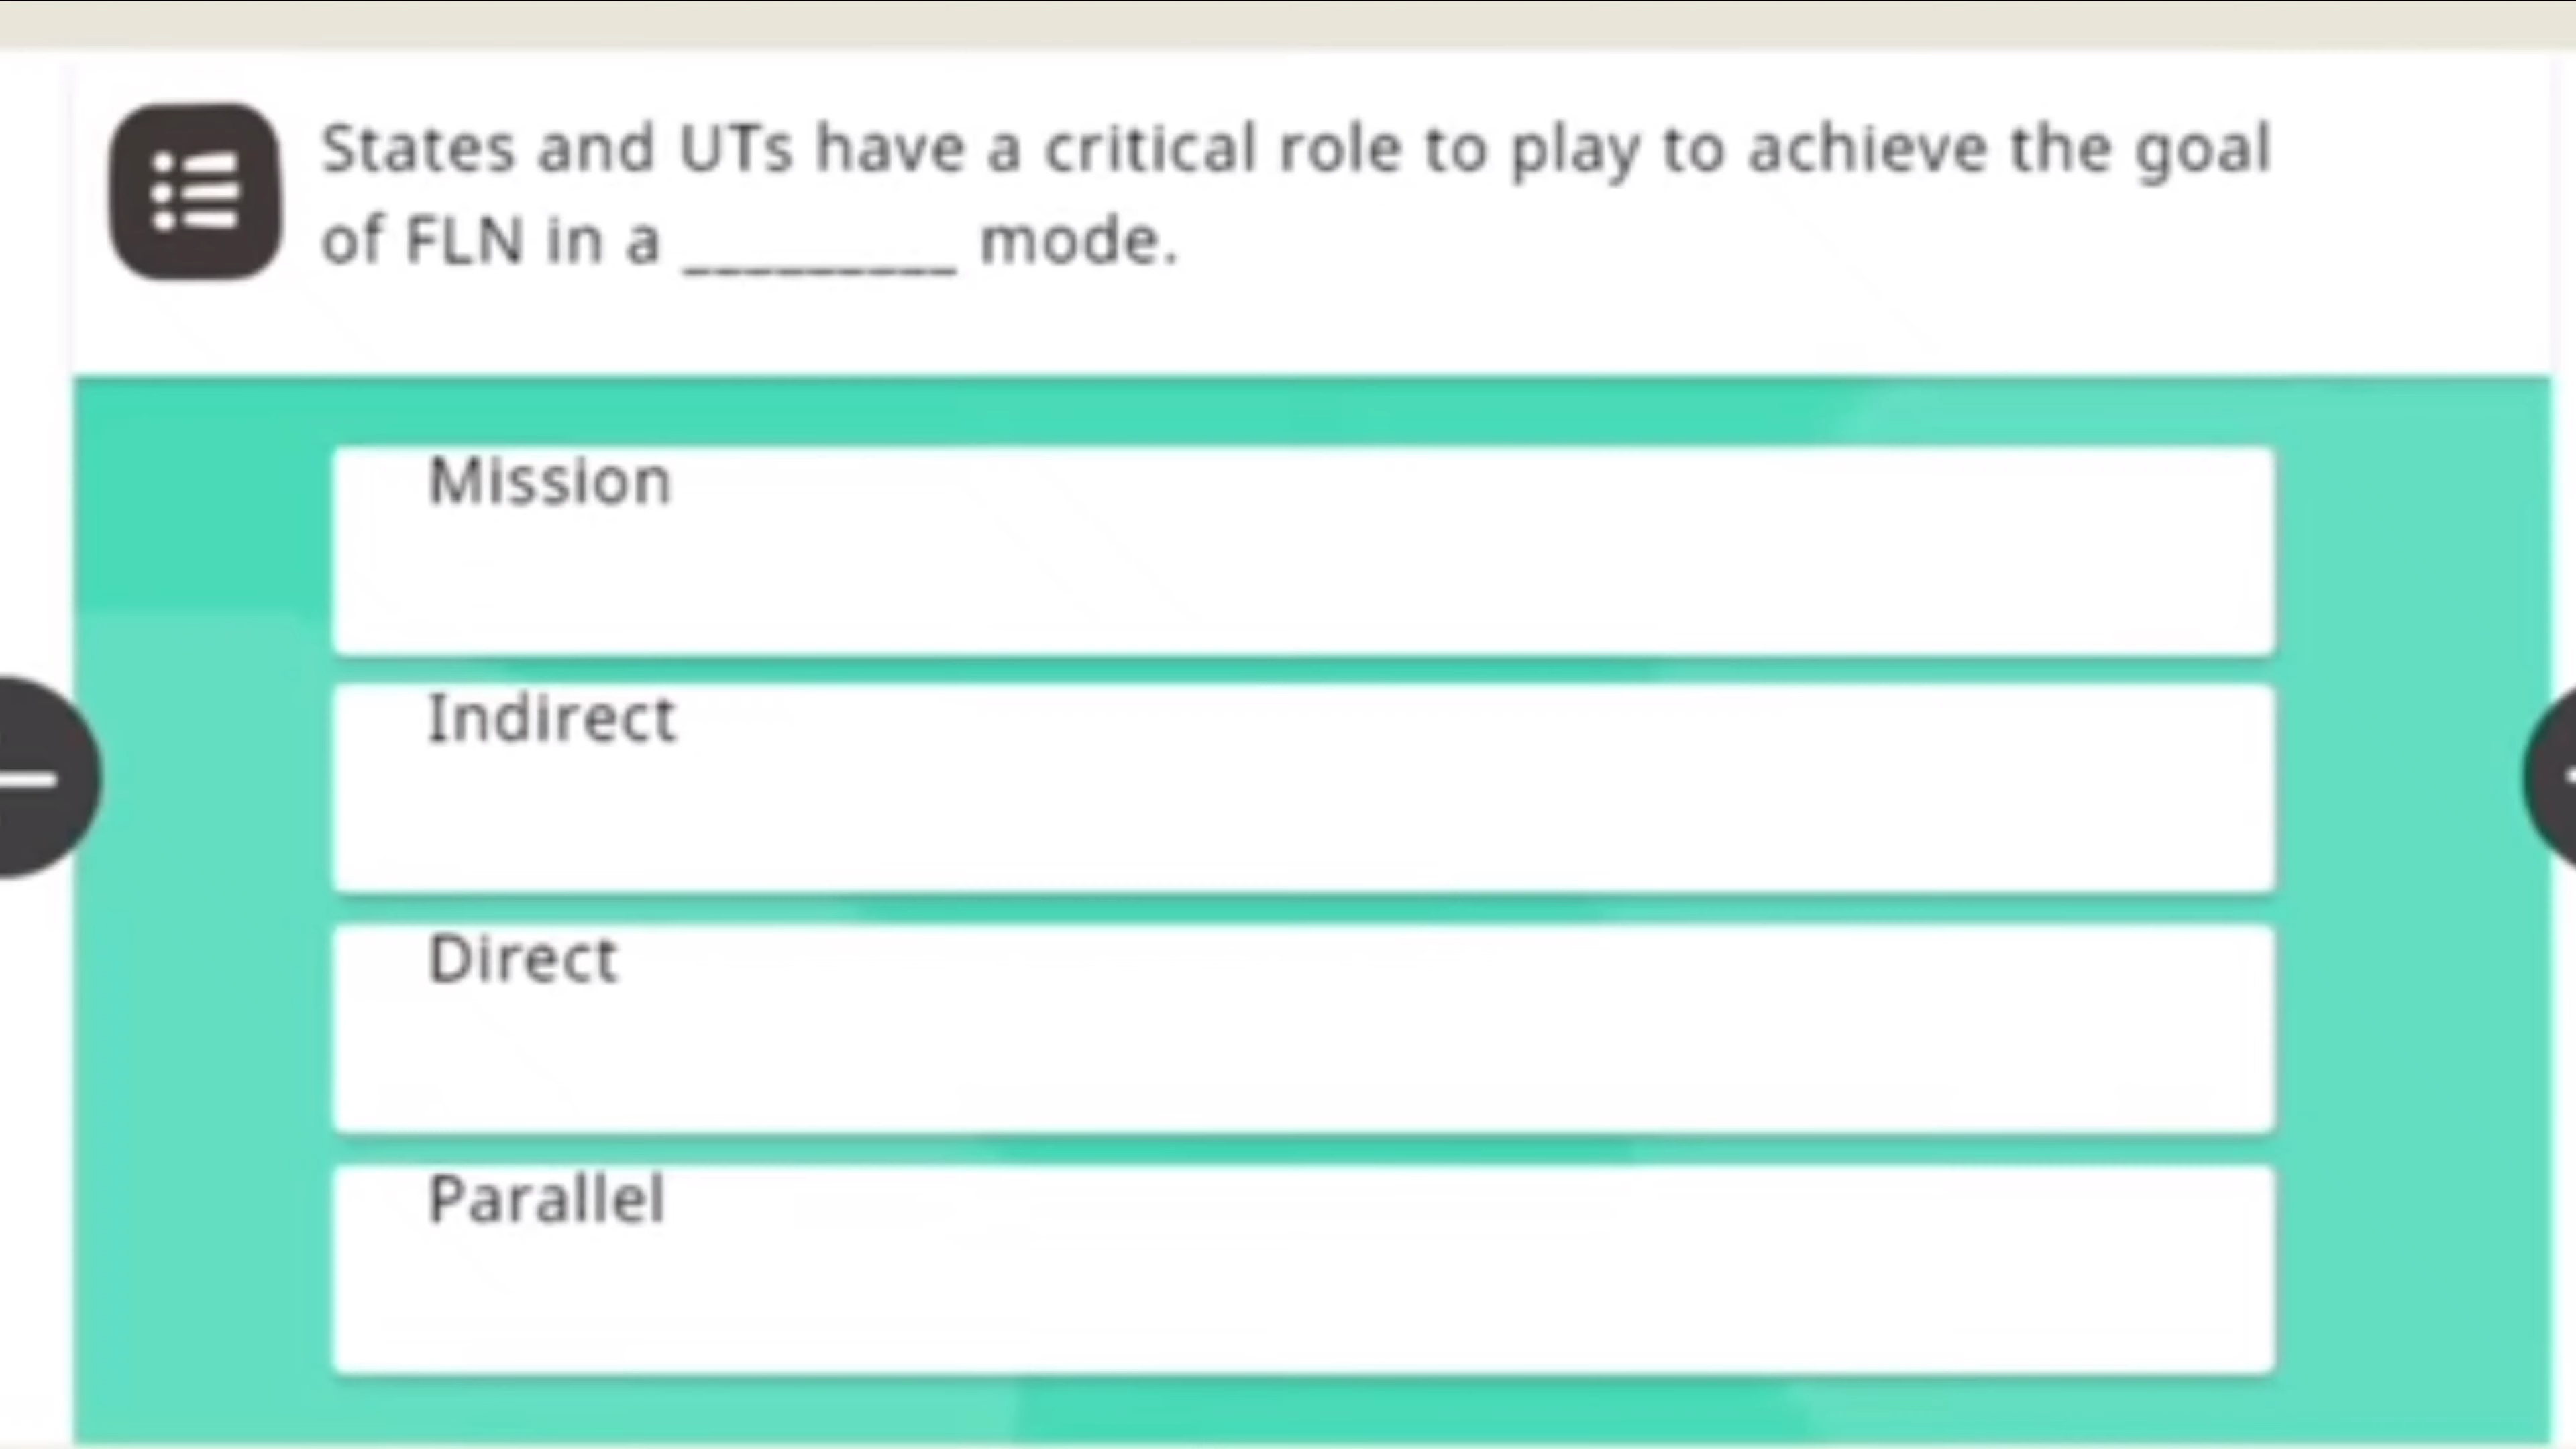 States and UTs have a critical role to play to achieve the goal
of FLN in a _________ mode.
Mission
Indirect
Direct
Parallel